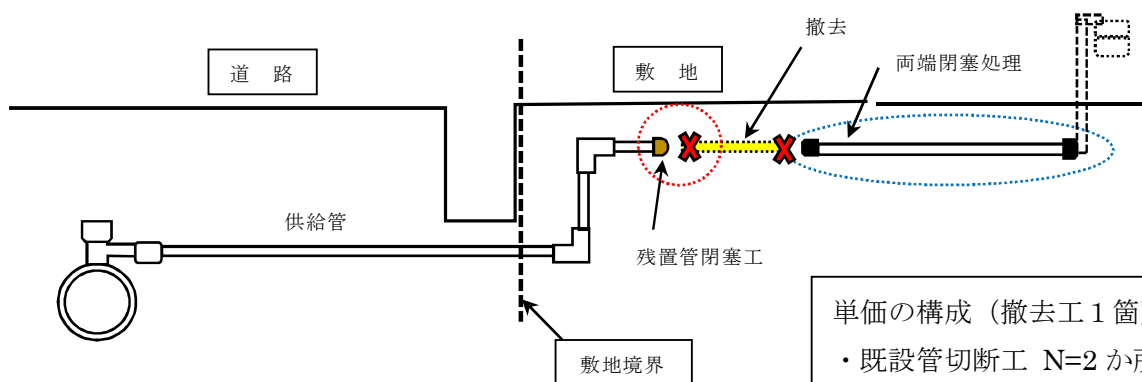 撤去
道 路
敷 地
両端閉塞処理
供給管
残置管閉塞工
敷地境界
単価の構成（撤去工１箇
・既設管切断工 N=2 か